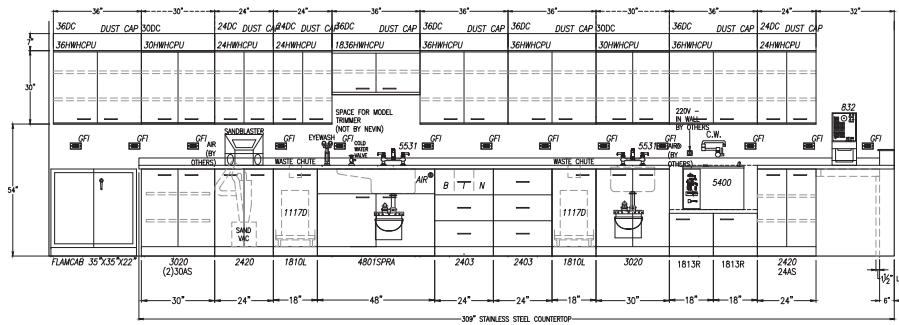 36" 30" 24" 24" 36" 36" 36" 30" 36" 24" 32"
36DC DUST CAP 30DC 24DC DUST CAP 24DC DUST CAP 36DC DUST CAP 36DC DUST CAP 36DC DUST CAP 30DC 36DC DUST CAP 24DC DUST CAP
7"
36HWHCPU 30HWHCPU 24HWHCPU 24HWHCPU 1836HWHCPU 36HWHCPU 36HWHCPU 30HWHCPU 36HWHCPU 24HWHCPU
30"
SPACE FOR MODEL
TRIMMER
(NOT BY NEVIN)
220V -
IN WALL
BY OTHERS
832
GFI GFI GFI GFI GFI GFI GFI GFI GFI GFI GFI
SANDBLASTER
EYEWASH
C.W.
AIR
(BY
OTHERS)
COLD
WATER
VALVE
5531
5531
AIR
(BY
OTHERS)
WASTE CHUTE
WASTE CHUTE
54"
AIR
B I N
5400
1117D
1117D
SAND
VAC
FLAMCAB 35"X35"X22" 3020 2420 1810L 4801SPRA 2403 2403 1810L 3020 1813R 1813R 2420
(2)30AS
24AS
1½"
30" 24" 18" 48" 24" 24" 18" 30" 18" 18" 24" 6"
309" STAINLESS STEEL COUNTERTOP